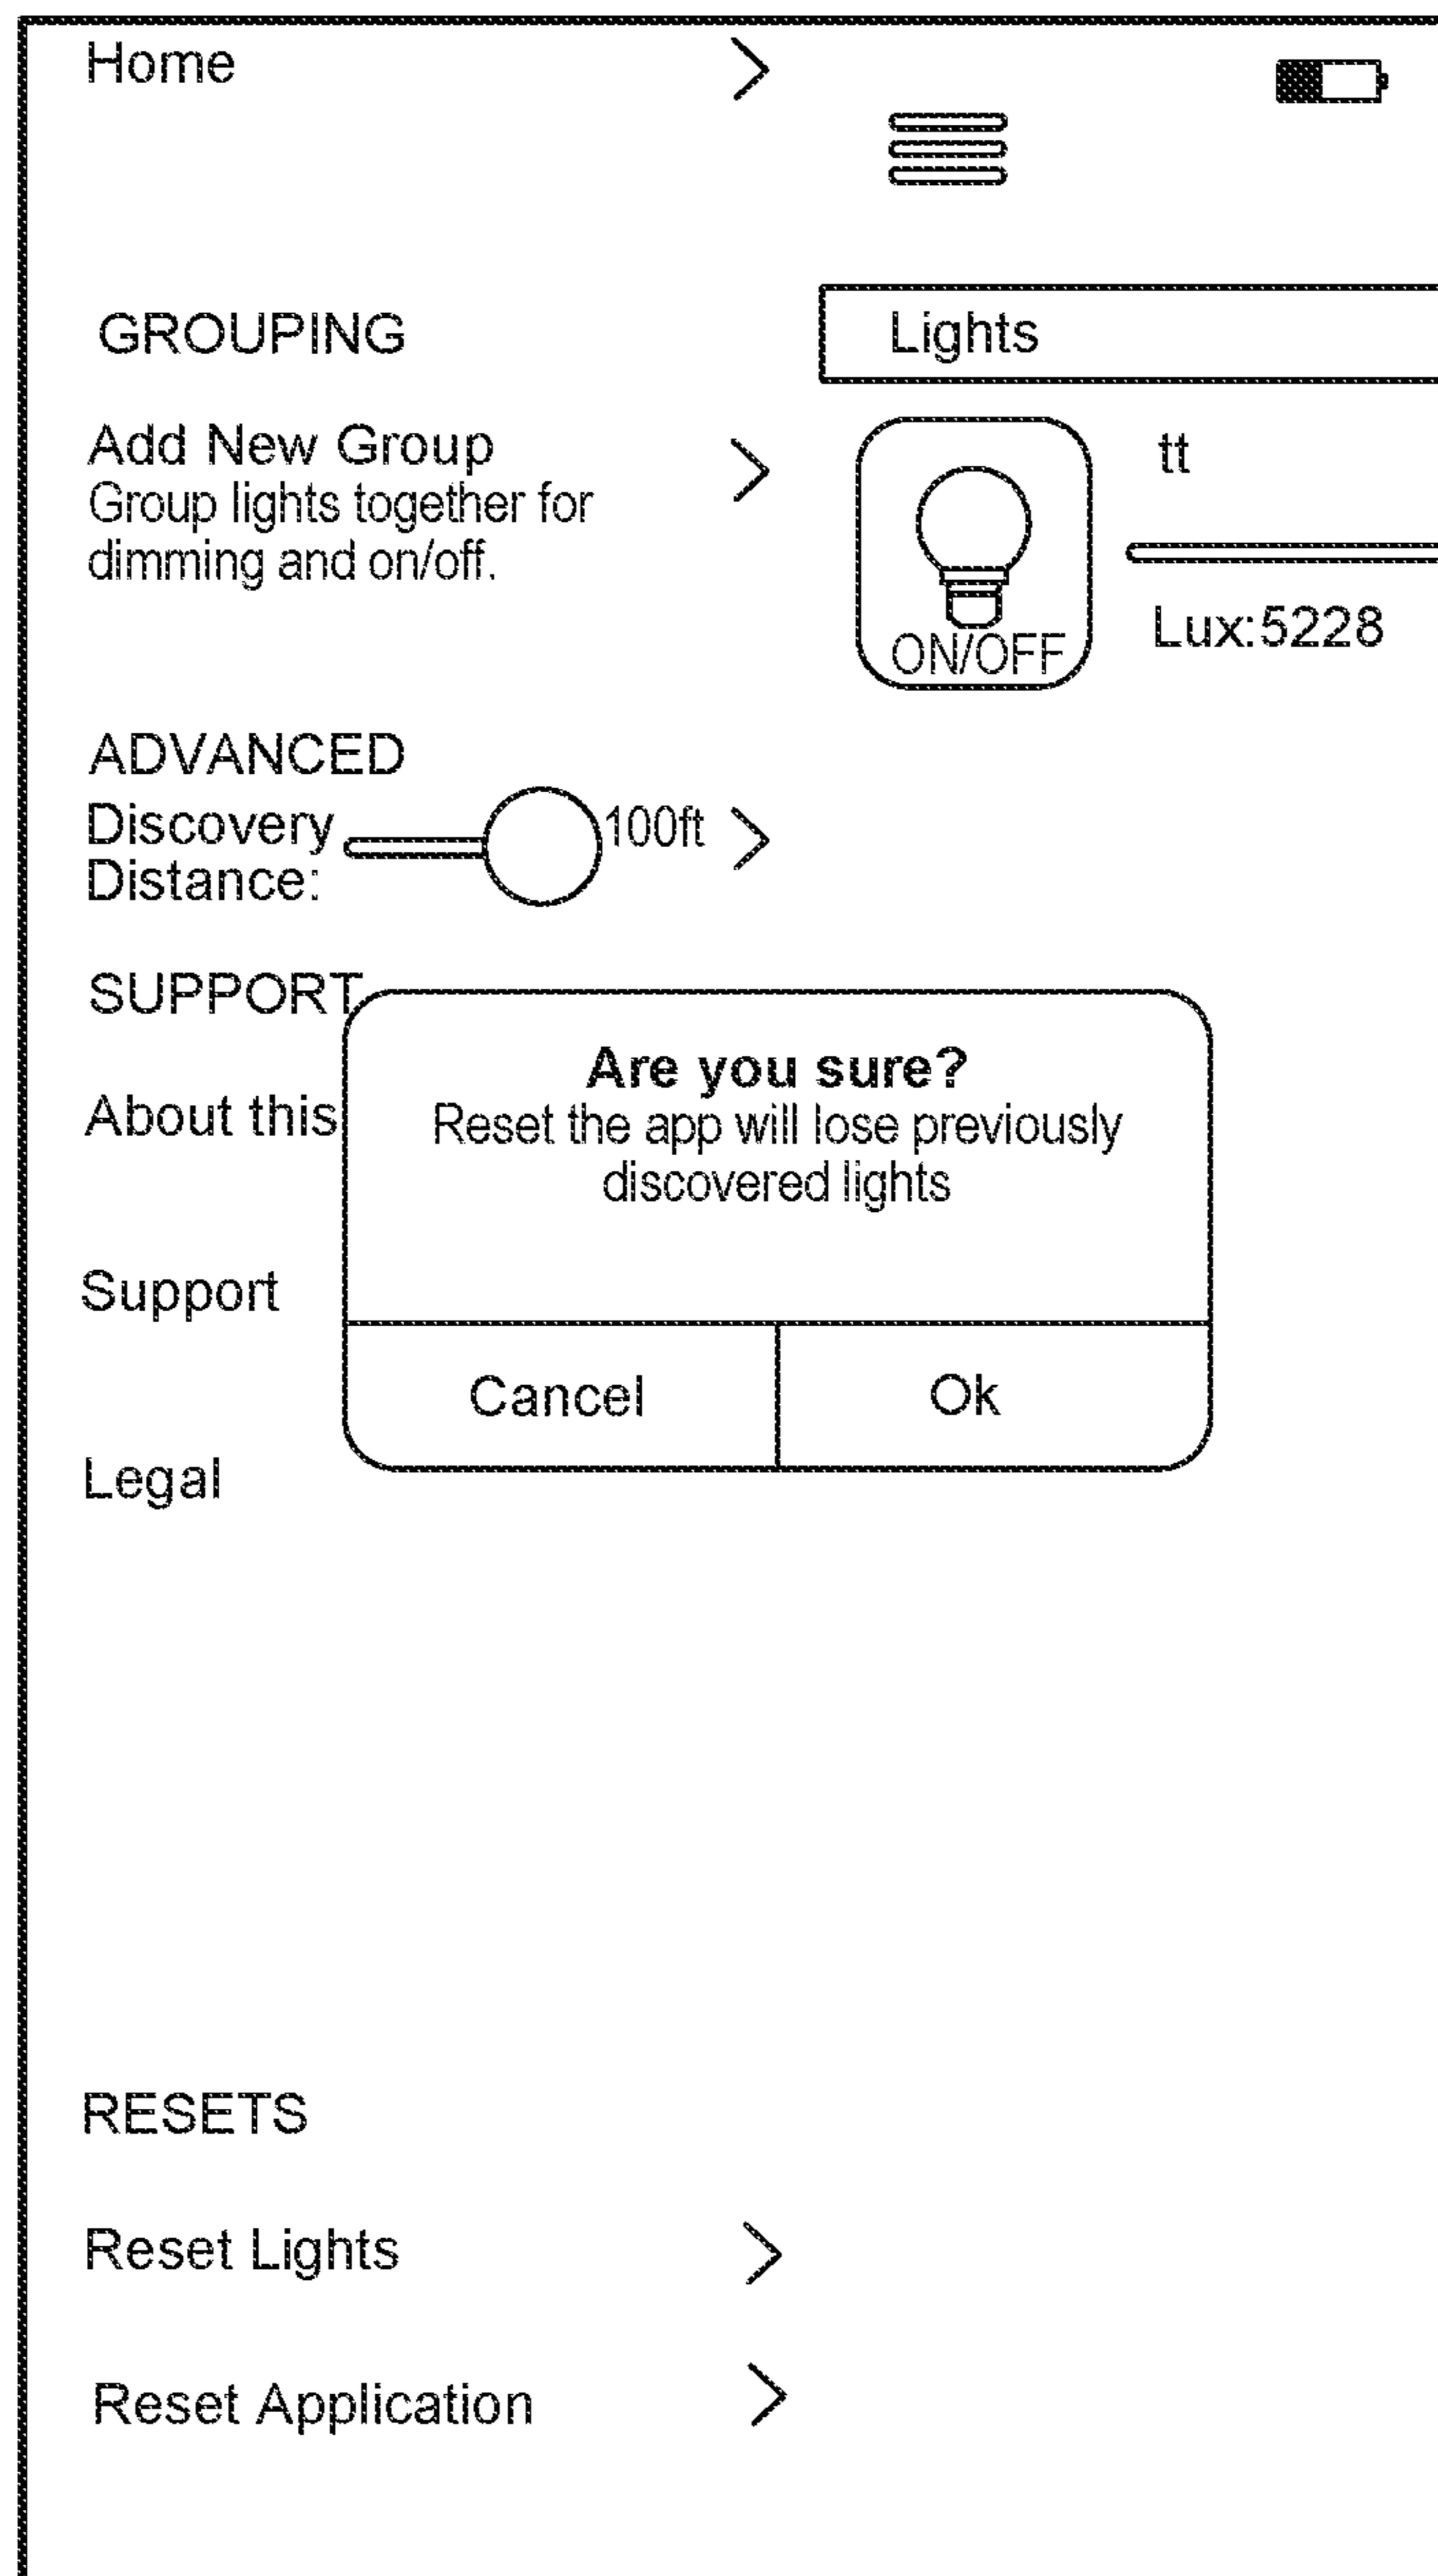 Home
GROUPING
Lights
Add New Group
Group lights together for
dimming and on/off.
tt
ON/OFF
Lux:5228
ADVANCED
Discovery
Distance:
100ft
SUPPORT
Are you sure?
Reset the app will lose previously
discovered lights
About this
Support
Cancel
Ok
Legal
RESETS
Reset Lights
Reset Application